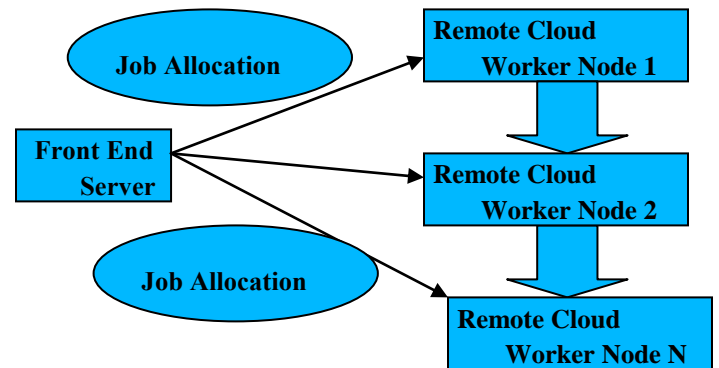 Job Allocation
Remote Cloud
Worker Node 1
Front End
Server
Remote Cloud
Worker Node 2
Job Allocation
Remote Cloud
Worker Node N